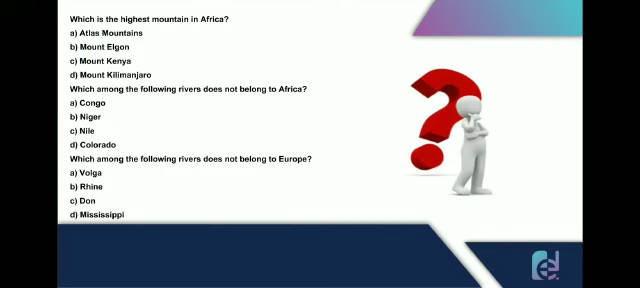 Which is the highest mountain in Africa?
a) Atlas Mountains
b) Mount Elgon
c) Mount Kenya
d) Mount Kilimanjaro
Which among the following rivers does not belong to Africa?
a) Congo
b) Niger
c) Nile
d) Colorado
Which among the following rivers does not belong to Europe?
a) Volga
b) Rhine
c) Don
d) Mississippi